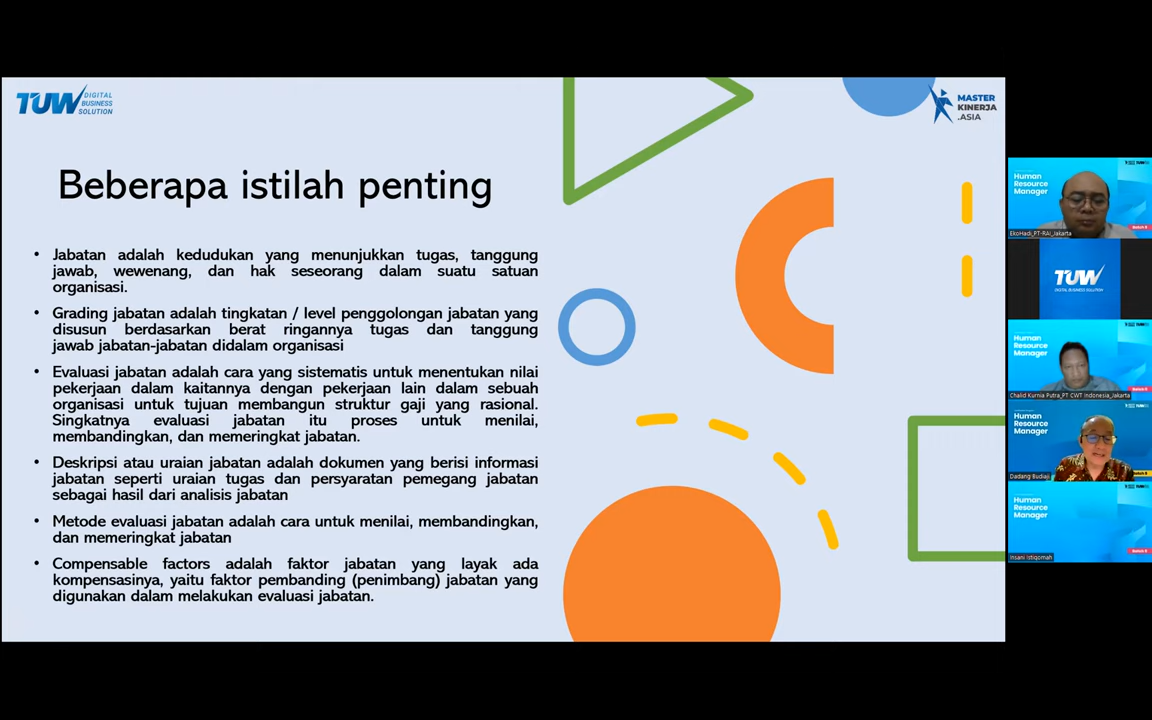 TUW DIGITAL
BUSINESS
SOLUTION
MASTER
KINERJA
.ASIA
Beberapa istilah penting
• Jabatan adalah kedudukan yang menunjukkan tugas, tanggung
jawab, wewenang, dan hak seseorang dalam suatu satuan
organisasi.
• Grading jabatan adalah tingkatan / level penggolongan jabatan yang
disusun berdasarkan berat ringannya tugas dan tanggung
jawab jabatan-jabatan didalam organisasi
• Evaluasi jabatan adalah cara yang sistematis untuk menentukan nilai
pekerjaan dalam kaitannya dengan pekerjaan lain dalam sebuah
organisasi untuk tujuan membangun struktur gaji yang rasional.
Singkatnya evaluasi jabatan itu proses untuk menilai,
membandingkan, dan memeringkat jabatan.
• Deskripsi atau uraian jabatan adalah dokumen yang berisi informasi
jabatan seperti uraian tugas dan persyaratan pemegang jabatan
sebagai hasil dari analisis jabatan
• Metode evaluasi jabatan adalah cara untuk menilai, membandingkan,
dan memeringkat jabatan
• Compensable factors adalah faktor jabatan yang layak ada
kompensasinya, yaitu faktor pembanding (penimbang) jabatan yang
digunakan dalam melakukan evaluasi jabatan.
Human
Resource
Manager
EkoHadi_PT-RAI_Jakarta
TUW
DIGITAL BUSINESS SOLUTION
Human
Resource
Manager
Chalid Kurnia Putra_PT CWT Indonesia_Jakarta
Human
Resource
Manager
Dadang Budiaji
Human
Resource
Manager
Insani Istiqomah